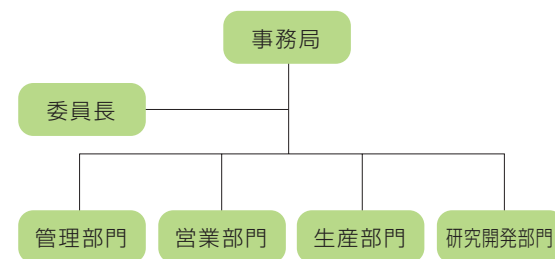 事務局
委員長
管理部門
営業部門
生産部門
研究開発部門